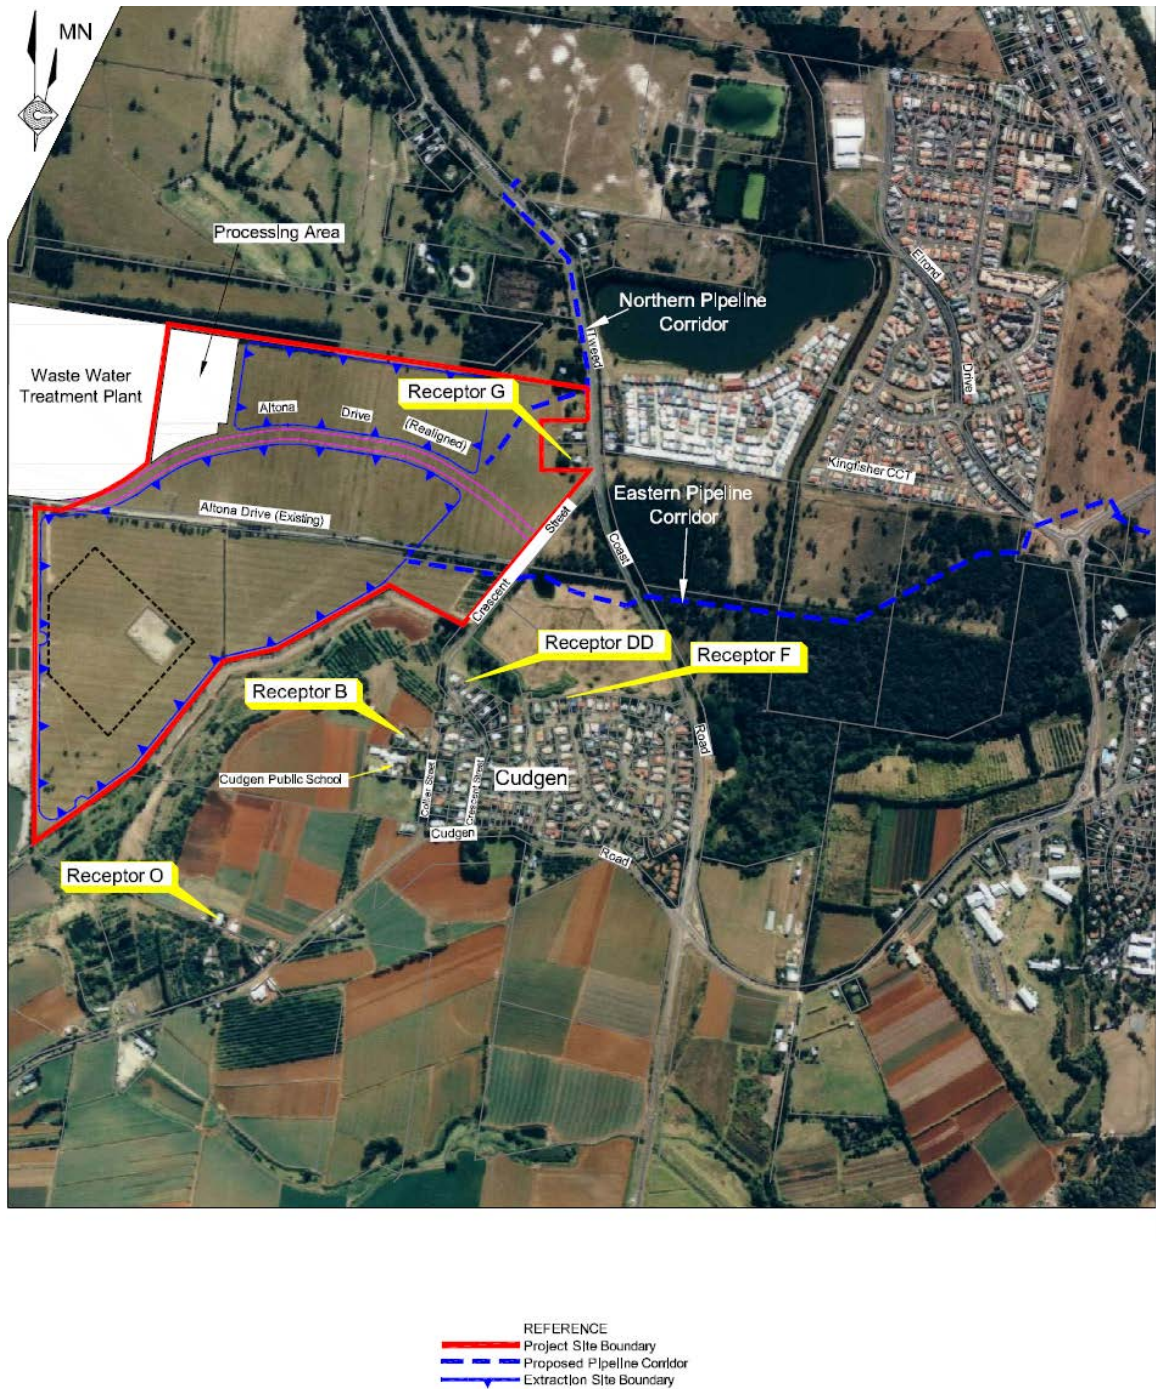 MN
Processing Area
Northern Pipeline
Corridor
Elrond
Drive
Tweed
Waste Water
Treatment Plant
Receptor G
Altona
Drive
(Realigned)
Kingfisher CCT
Eastern Pipeline
Corridor
Altona Drive (Existing)
Street
Coast
Crescent
Receptor DD
Receptor F
Receptor B
Road
Cudgen Public School
Cudgen
Collier Street
Crescent Street
Cudgen
Road
Receptor O
REFERENCE
Project Site Boundary
Proposed Pipeline Corridor
Extraction Site Boundary